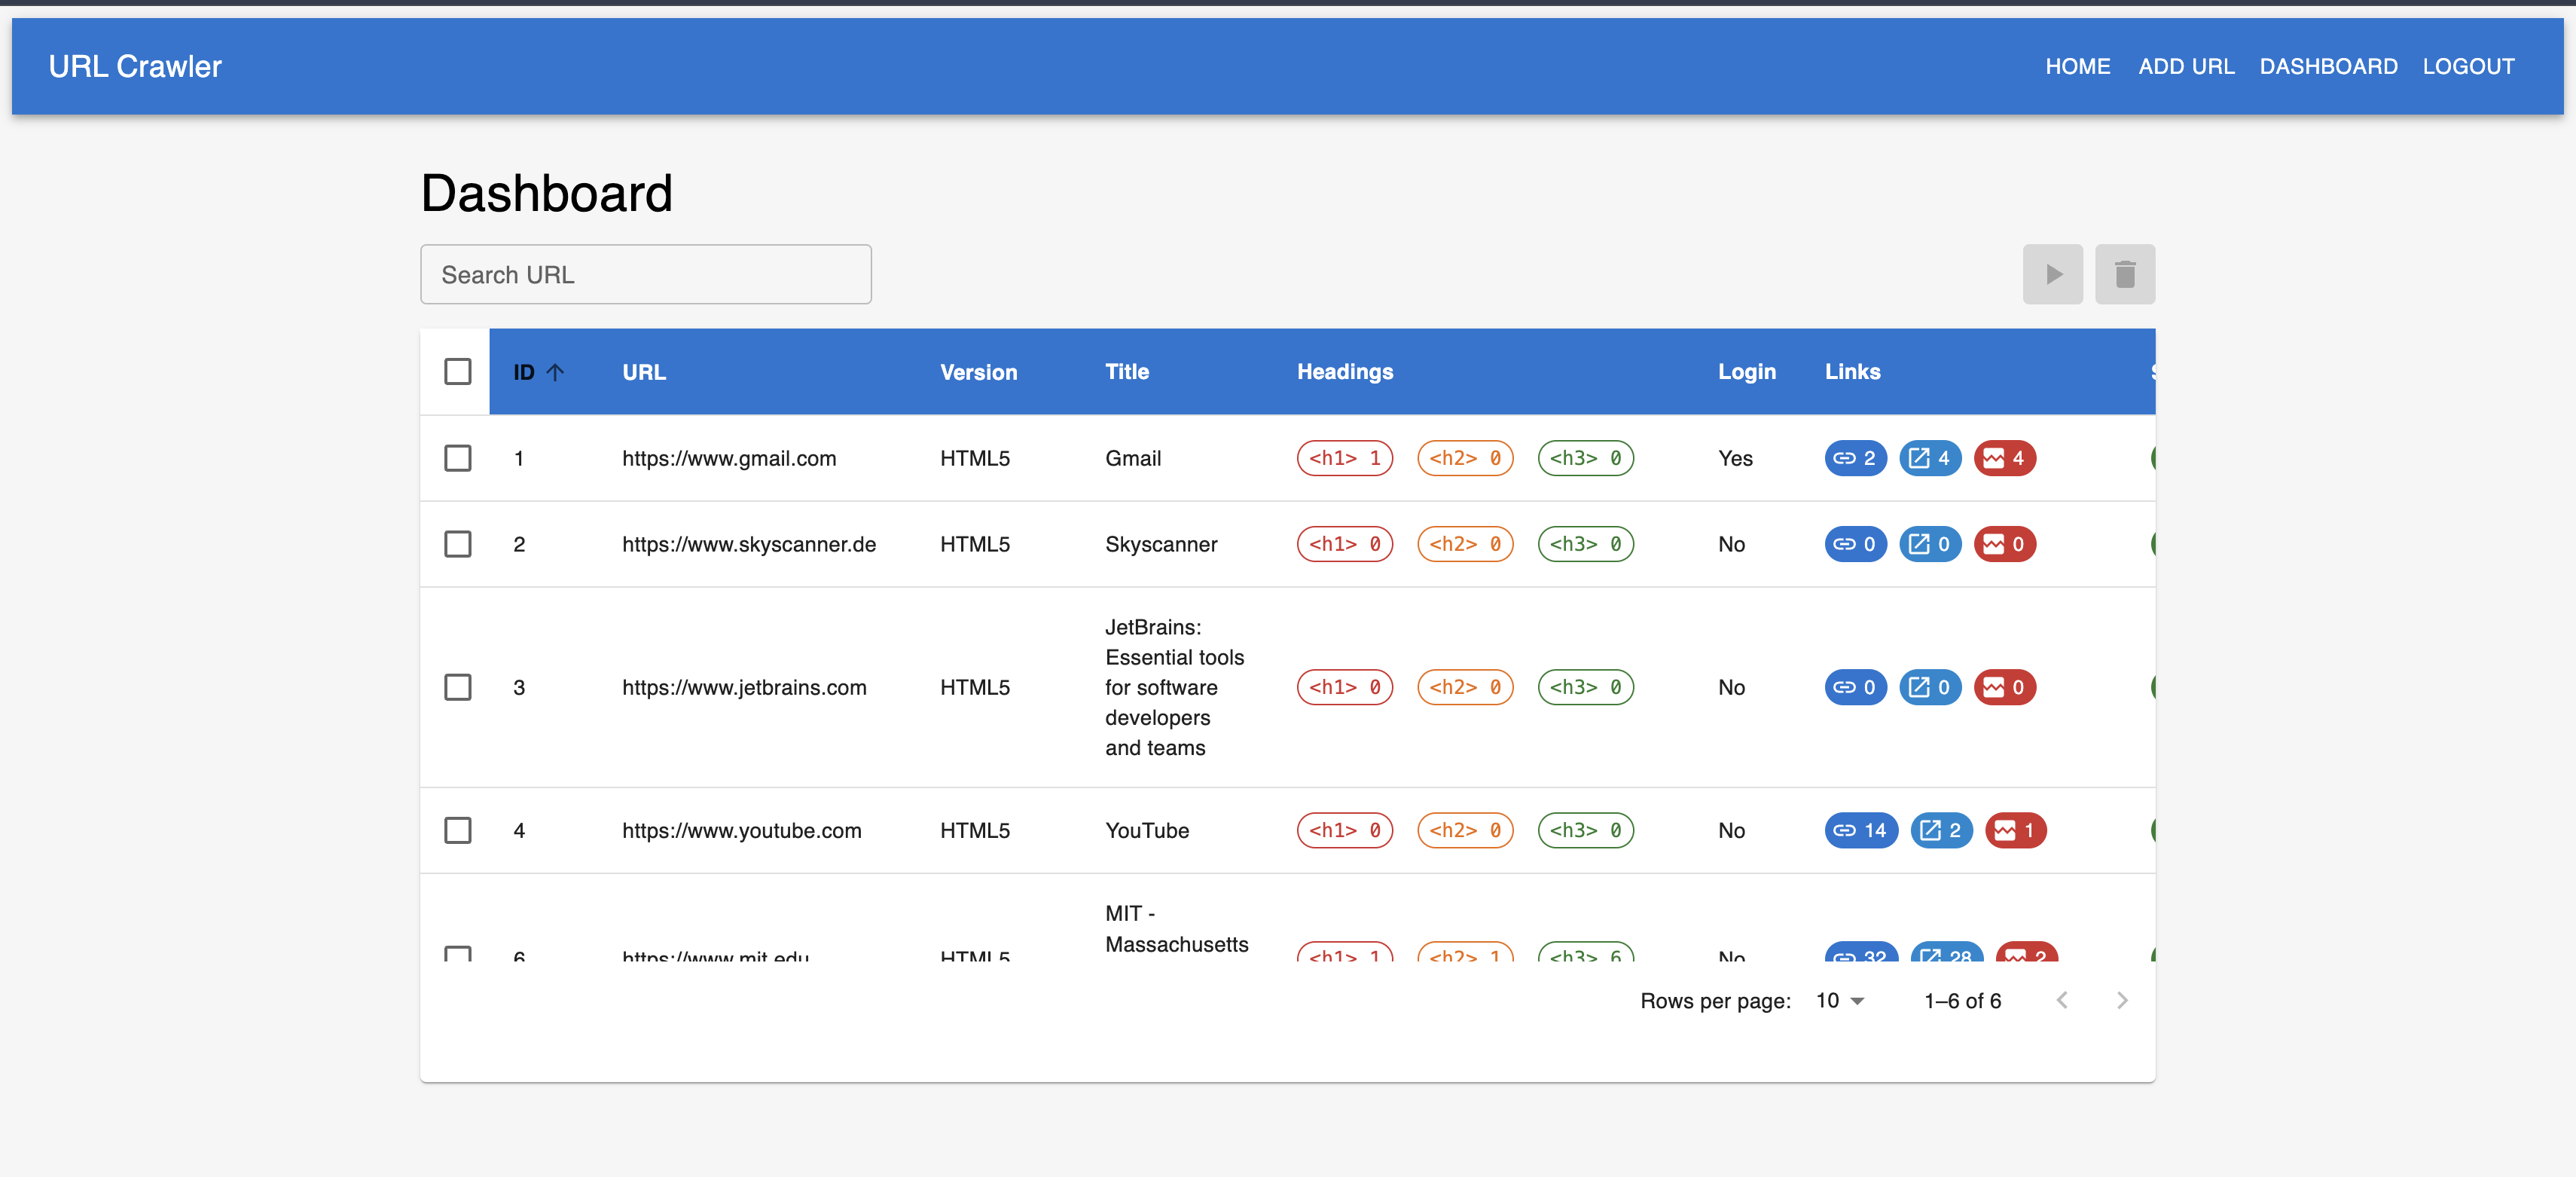 URL Crawler
HOME ADD URL DASHBOARD LOGOUT
Dashboard
Search URL
ID URL Version Title Headings Login Links
1 https://www.gmail.com HTML5 Gmail <h1> 1 <h2> 0 <h3> 0 Yes 2 4 4
2 https://www.skyscanner.de HTML5 Skyscanner <h1> 0 <h2> 0 <h3> 0 No 0 0 0
JetBrains:
Essential tools
for software
developers
and teams
3 https://www.jetbrains.com HTML5 <h1> 0 <h2> 0 <h3> 0 No 0 0 0
4 https://www.youtube.com HTML5 YouTube <h1> 0 <h2> 0 <h3> 0 No 14 2 1
MIT -
Massachusetts
6 https://www.mit.edu HTML5 <h1> 1 <h2> 1 <h3> 6 No 32 28 2
Rows per page: 10 1–6 of 6